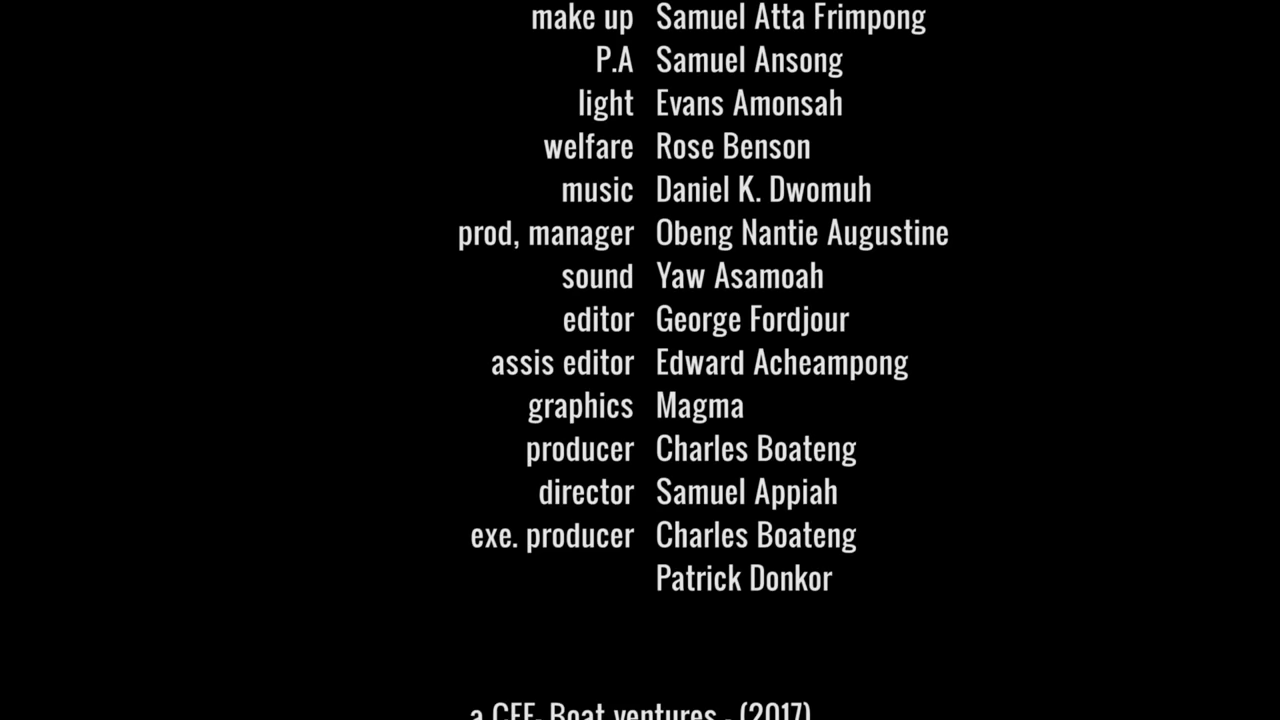 make up Samuel Atta Frimpong
P.A Samuel Ansong
light Evans Amonsah
welfare Rose Benson
music Daniel K. Dwomuh
prod, manager Obeng Nantie Augustine
sound Yaw Asamoah
editor George Fordjour
assis editor Edward Acheampong
graphics Magma
producer Charles Boateng
director Samuel Appiah
exe. producer Charles Boateng
Patrick Donkor
a Boat ventures - (2017)